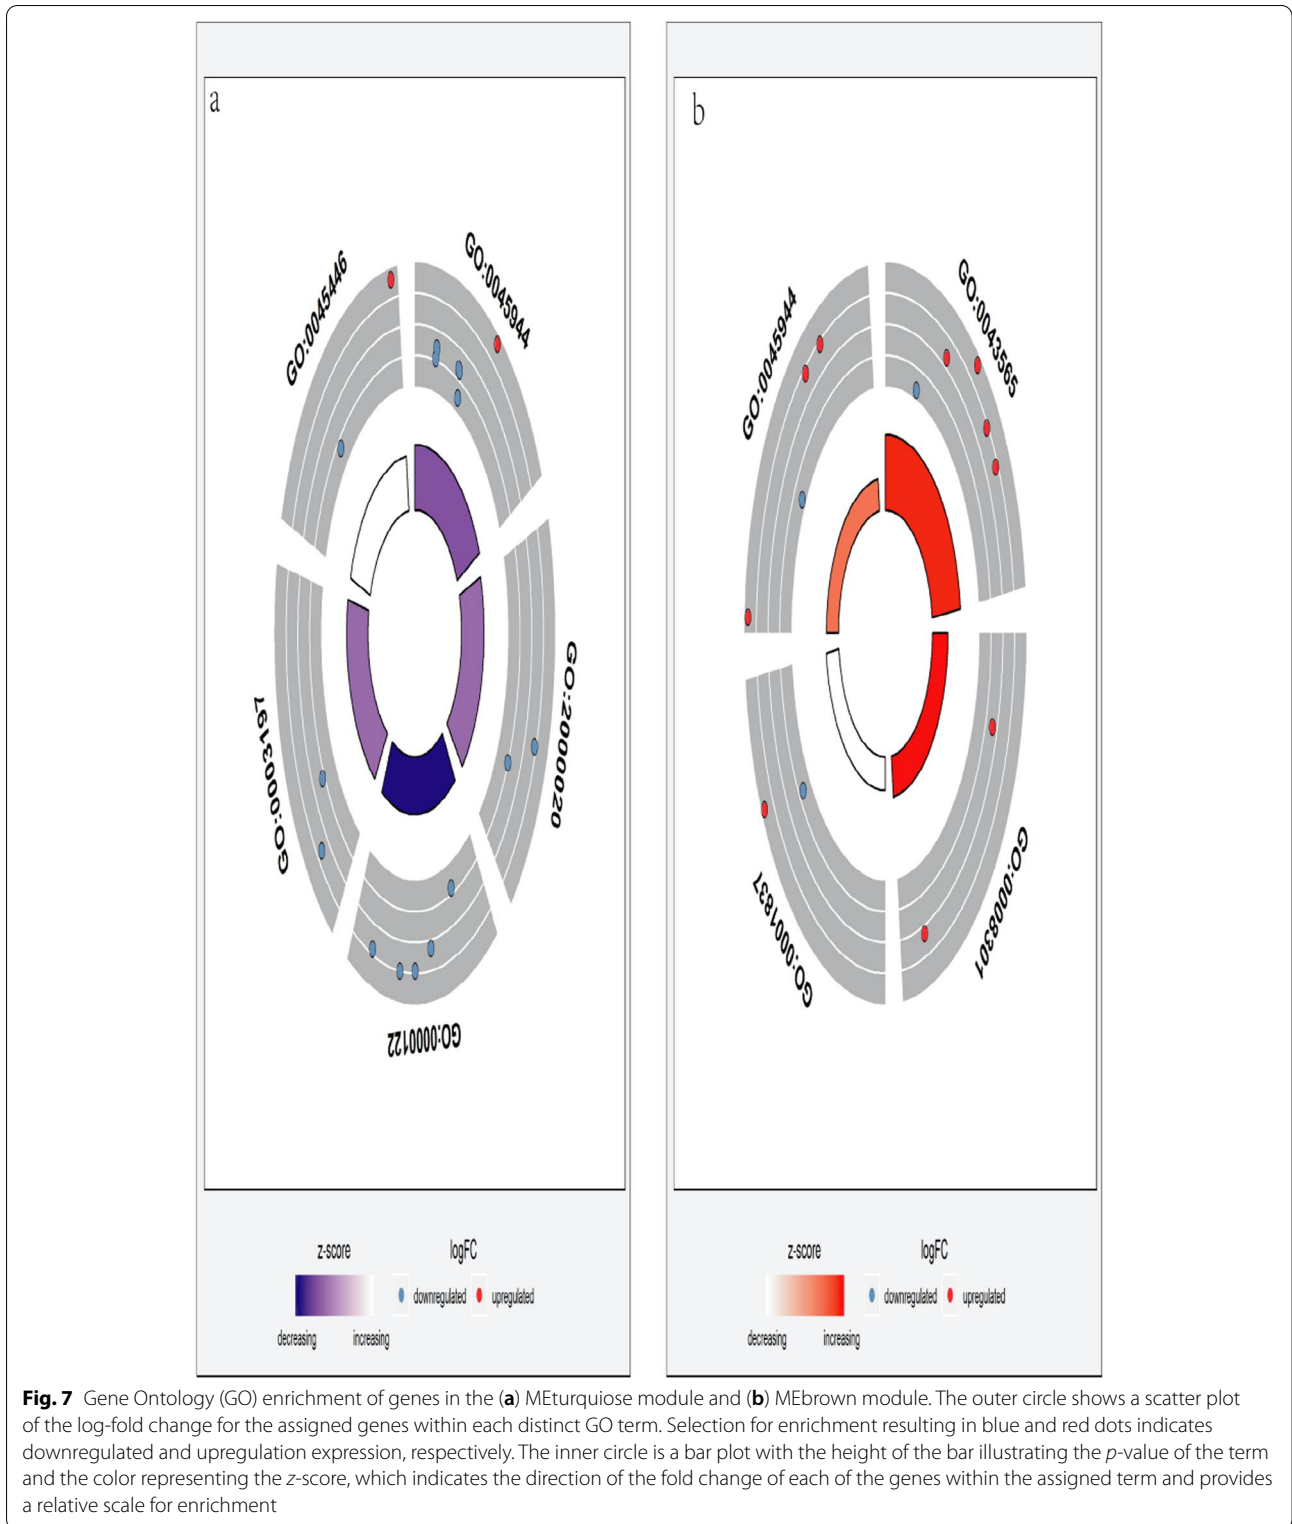 a
GO:0045446
GO:0045944
GO:2000020
GO:0000122
GO:0003197
z-score
logFC
downregulated
upregulated
decreasing
increasing
b
GO:0045944
GO:0043565
GO:0008301
GO:0001837
z-score
logFC
downregulated
upregulated
decreasing
increasing
Fig. 7 Gene Ontology (GO) enrichment of genes in the (a) MEturquiose module and (b) MEbrown module. The outer circle shows a scatter plot
of the log-fold change for the assigned genes within each distinct GO term. Selection for enrichment resulting in blue and red dots indicates
downregulated and upregulation expression, respectively. The inner circle is a bar plot with the height of the bar illustrating the p-value of the term
and the color representing the z-score, which indicates the direction of the fold change of each of the genes within the assigned term and provides
a relative scale for enrichment